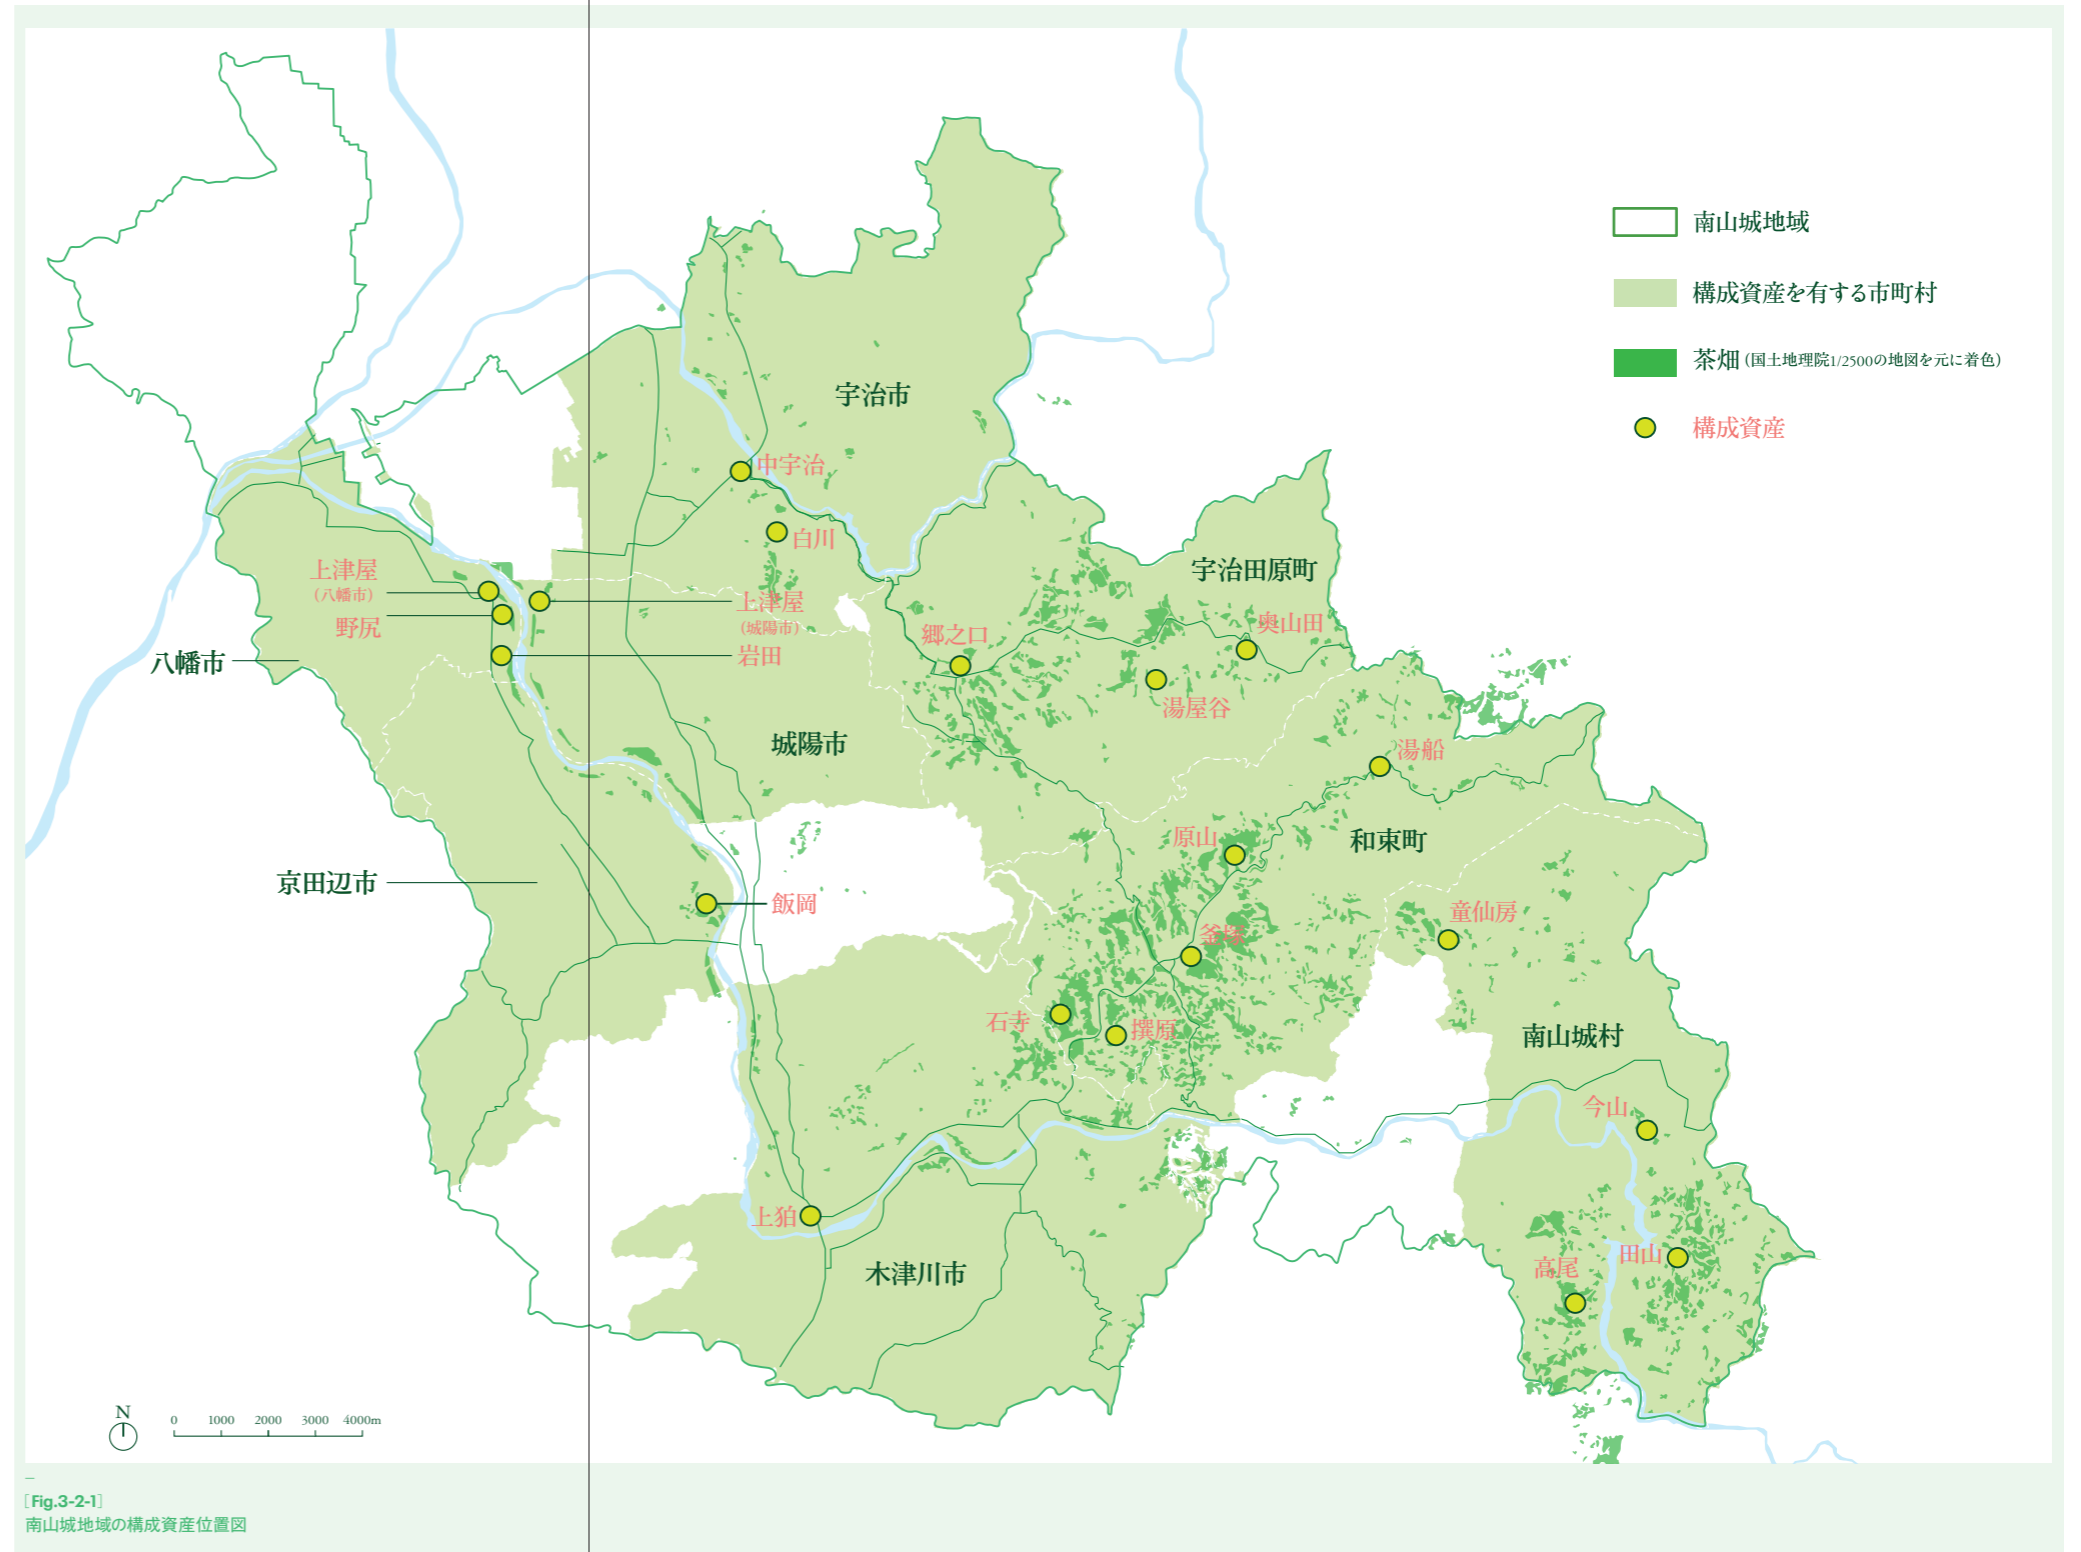 南山城地域
構成資産を有する市町村
茶畑（国土地理院1/2500の地図を元に着色）
構成資産
宇治市
中宇治
白川
宇治田原町
上津屋
（八幡市）
野尻
八幡市
上津屋
（城陽市）
岩田
郷之口
奥山田
湯屋谷
城陽市
湯船
原山
和束町
京田辺市
飯岡
童仙房
釜塚
石寺
撰原
南山城村
今山
上狛
木津川市
高尾
田山
N
0 1000 2000 3000 4000m
［Fig.3-2-1］
南山城地域の構成資産位置図